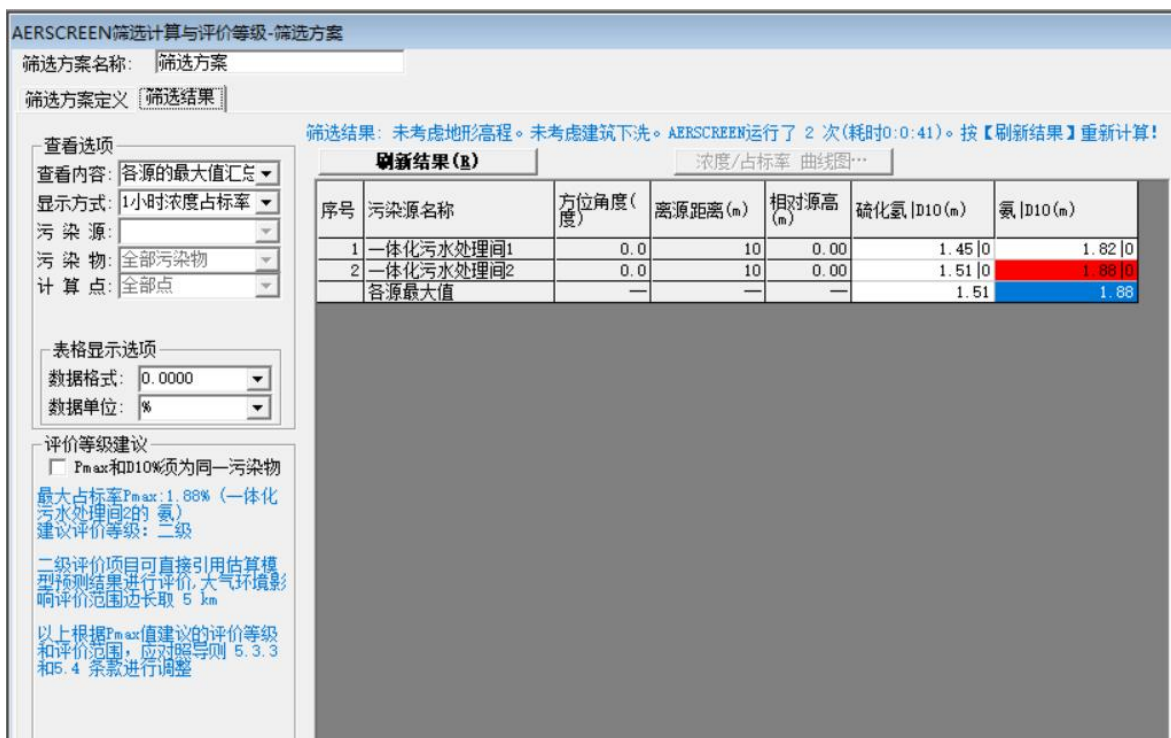 AERSCREEN筛选计算与评价等级-筛选方案
筛选方案名称: 筛选方案
筛选方案定义 筛选结果
筛选结果: 未考虑地形高程。未考虑建筑下洗。AERSCREEN运行了 2 次(耗时0:0:41)。按【刷新结果】重新计算!
刷新结果(R) 浓度/占标率 曲线图…
查看选项
查看内容: 各源的最大值汇总
显示方式: 1小时浓度占标率
污 染 源:
污 染 物: 全部污染物
计 算 点: 全部点
表格显示选项
数据格式: 0.0000
数据单位: %
评价等级建议
Pmax和D10%须为同一污染物
最大占标率Pmax:1.88% (一体化
污水处理间2的 氨)
建议评价等级: 二级
二级评价项目可直接引用估算模
型预测结果进行评价,大气环境影
响评价范围边长取 5 km
以上根据Pmax值建议的评价等级
和评价范围, 应对照导则 5.3.3
和5.4 条款进行调整
序号 污染源名称 方位角度(度) 离源距离(m) 相对源高(m) 硫化氢|D10(m) 氨|D10(m)
1 一体化污水处理间1 0.0 10 0.00 1.45|0 1.82|0
2 一体化污水处理间2 0.0 10 0.00 1.51|0 1.88|0
各源最大值 — — — 1.51 1.88